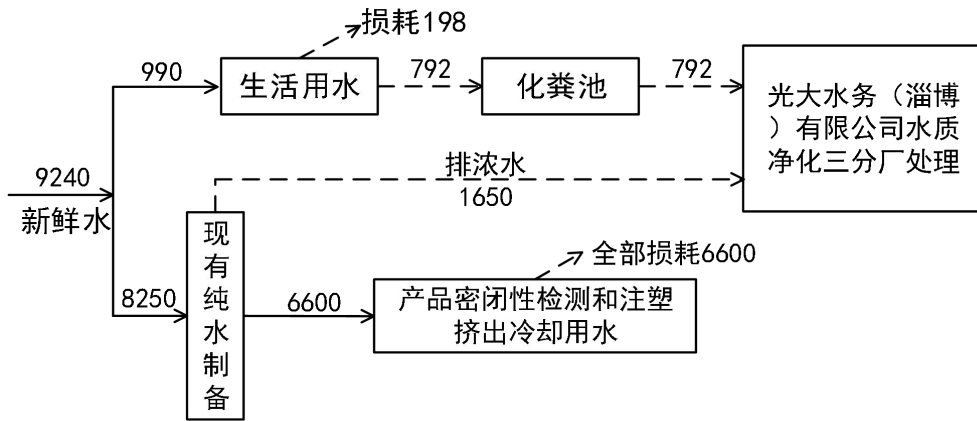 损耗198
990
生活用水
792
化粪池
792
光大水务（淄博
）有限公司水质
净化三分厂处理
9240
新鲜水
排浓水
1650
现有纯水制备
8250
6600
全部损耗6600
产品密闭性检测和注塑
挤出冷却用水